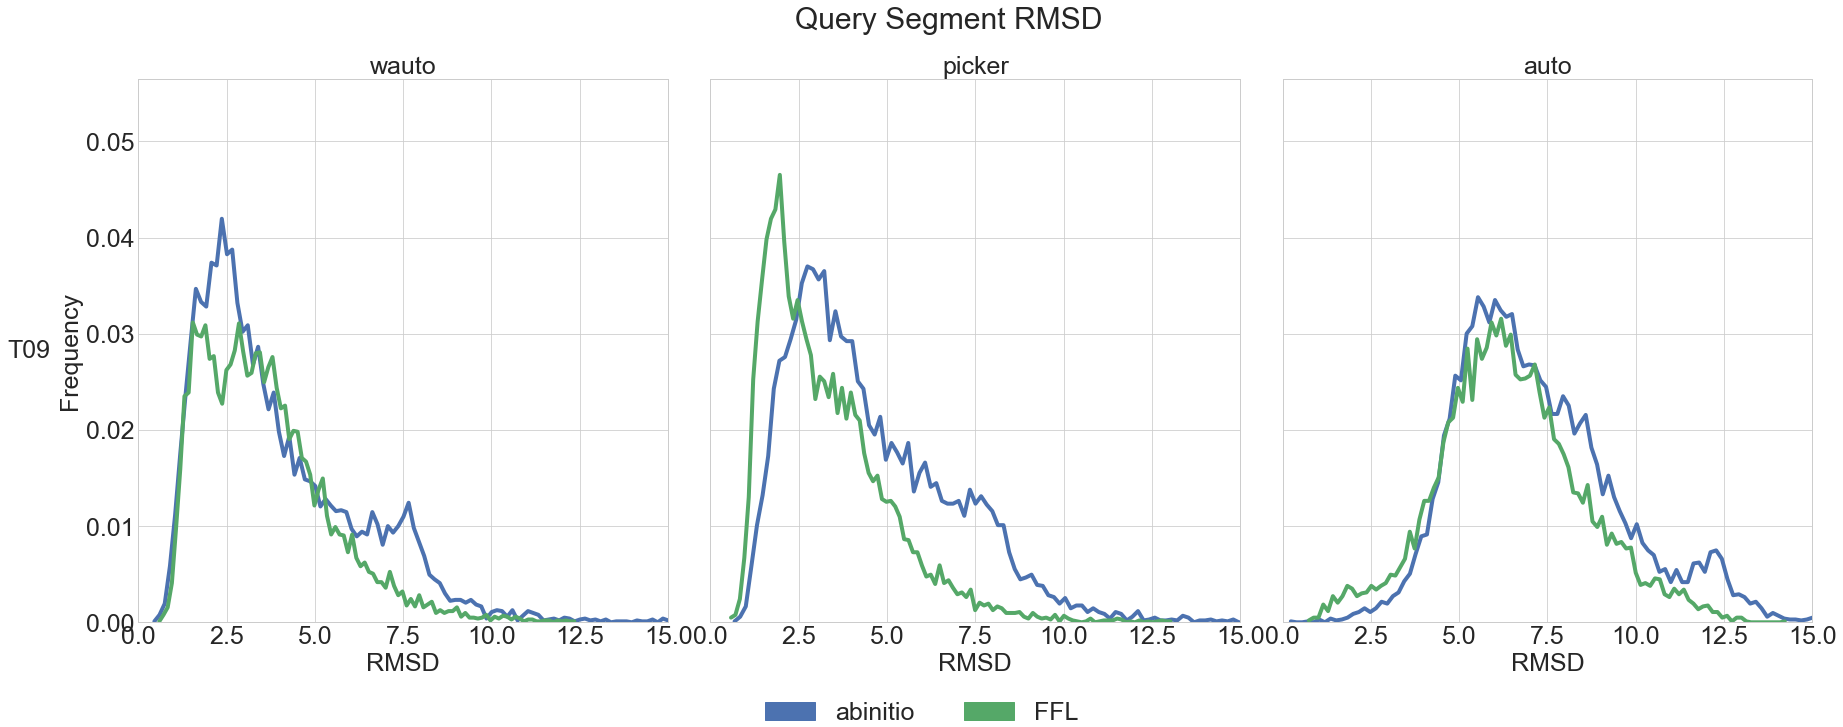 Query Segment RMSD
wauto picker auto
0.05
0.04
0.03
0.02
0.01
0.00
T09
Frequency
0.0 2.5 5.0 7.5 10.0 12.5 15.0 0.0 2.5 5.0 7.5 10.0 12.5 15.0 0.0 2.5 5.0 7.5 10.0 12.5 15.0
RMSD RMSD RMSD
abinitio FFL